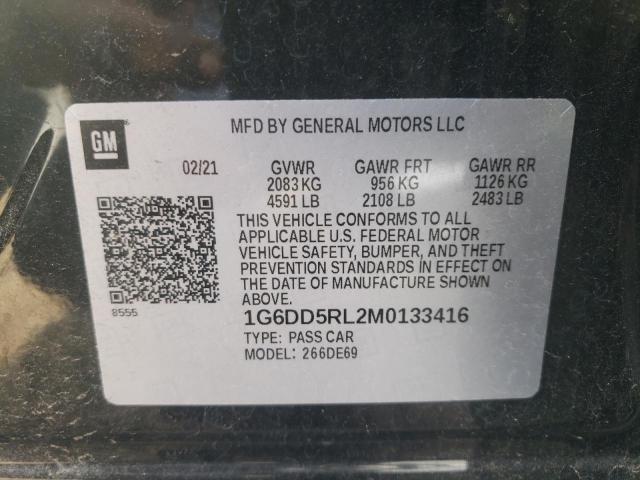 GM
MFD BY GENERAL MOTORS LLC
02/21 GVWR GAWR FRT GAWR RR
2083 KG 956 KG 1126 KG
4591 LB 2108 LB 2483 LB
THIS VEHICLE CONFORMS TO ALL
APPLICABLE U.S. FEDERAL MOTOR
VEHICLE SAFETY, BUMPER, AND THEFT
PREVENTION STANDARDS IN EFFECT ON
THE DATE OF MANUFACTURE SHOWN
ABOVE.
8555
1G6DD5RL2M0133416
TYPE: PASS CAR
MODEL: 266DE69